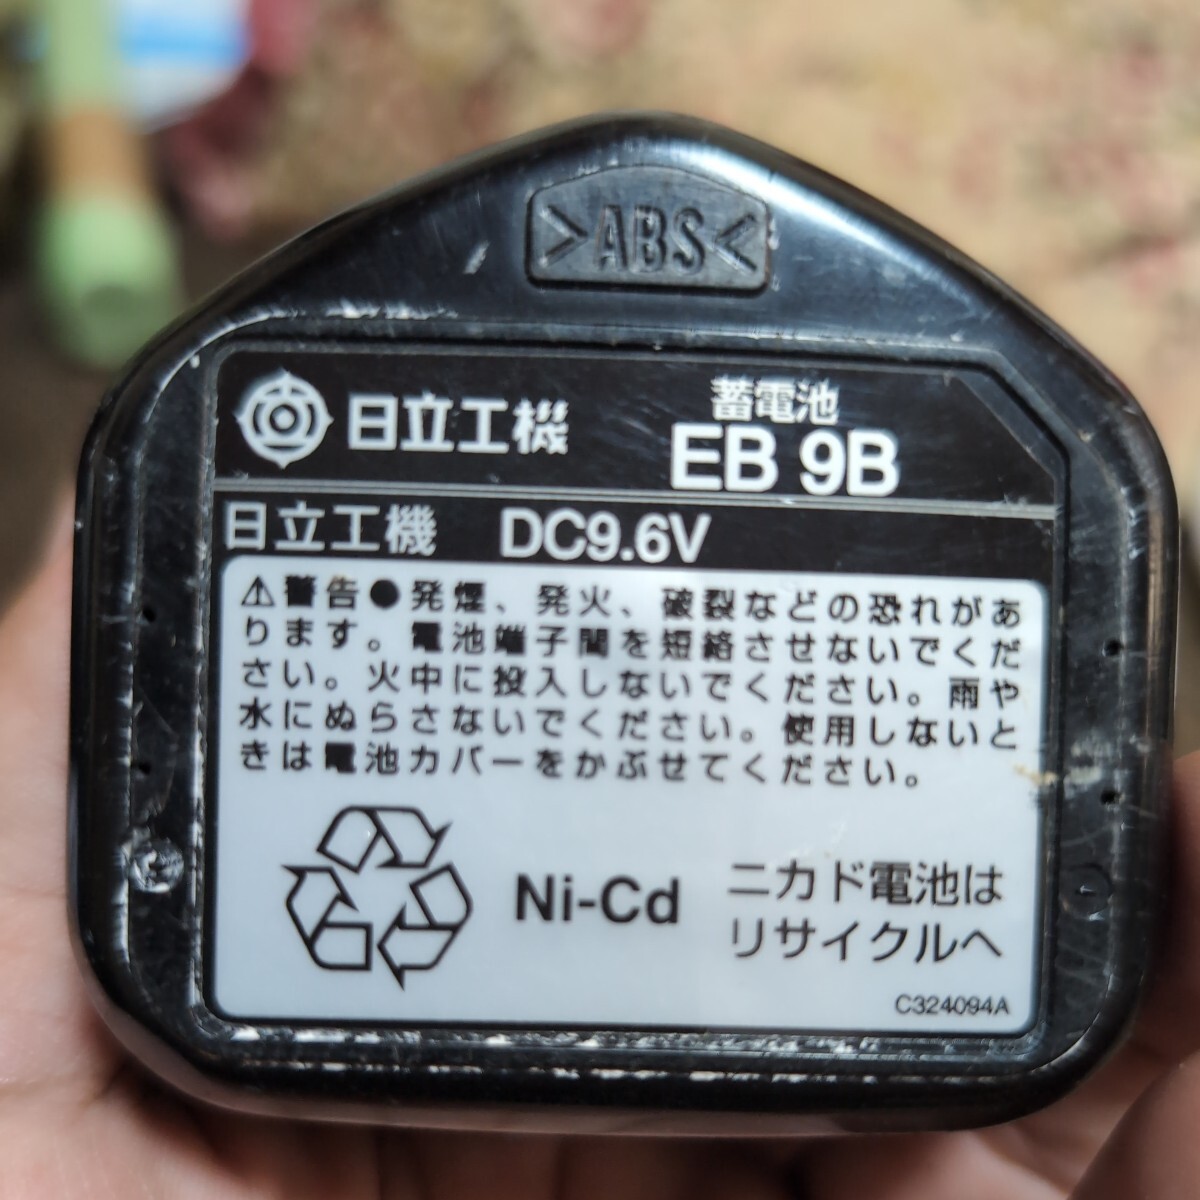 >ABS<
日立工機
蓄電池
EB 9B
日立工機 DC9.6V
⚠警告●発煙、発火、破裂などの恐れがあ
ります。電池端子間を短絡させないでくだ
さい。火中に投入しないでください。雨や
水にぬらさないでください。使用しないと
きは電池カバーをかぶせてください。
Ni-Cd
ニカド電池は
リサイクルへ
C324094A